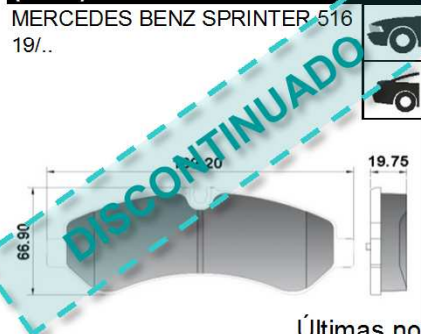 MERCEDES BENZ SPRINTER 516
19/..
DISCONTINUADO
19.75
66.90
Últimas no